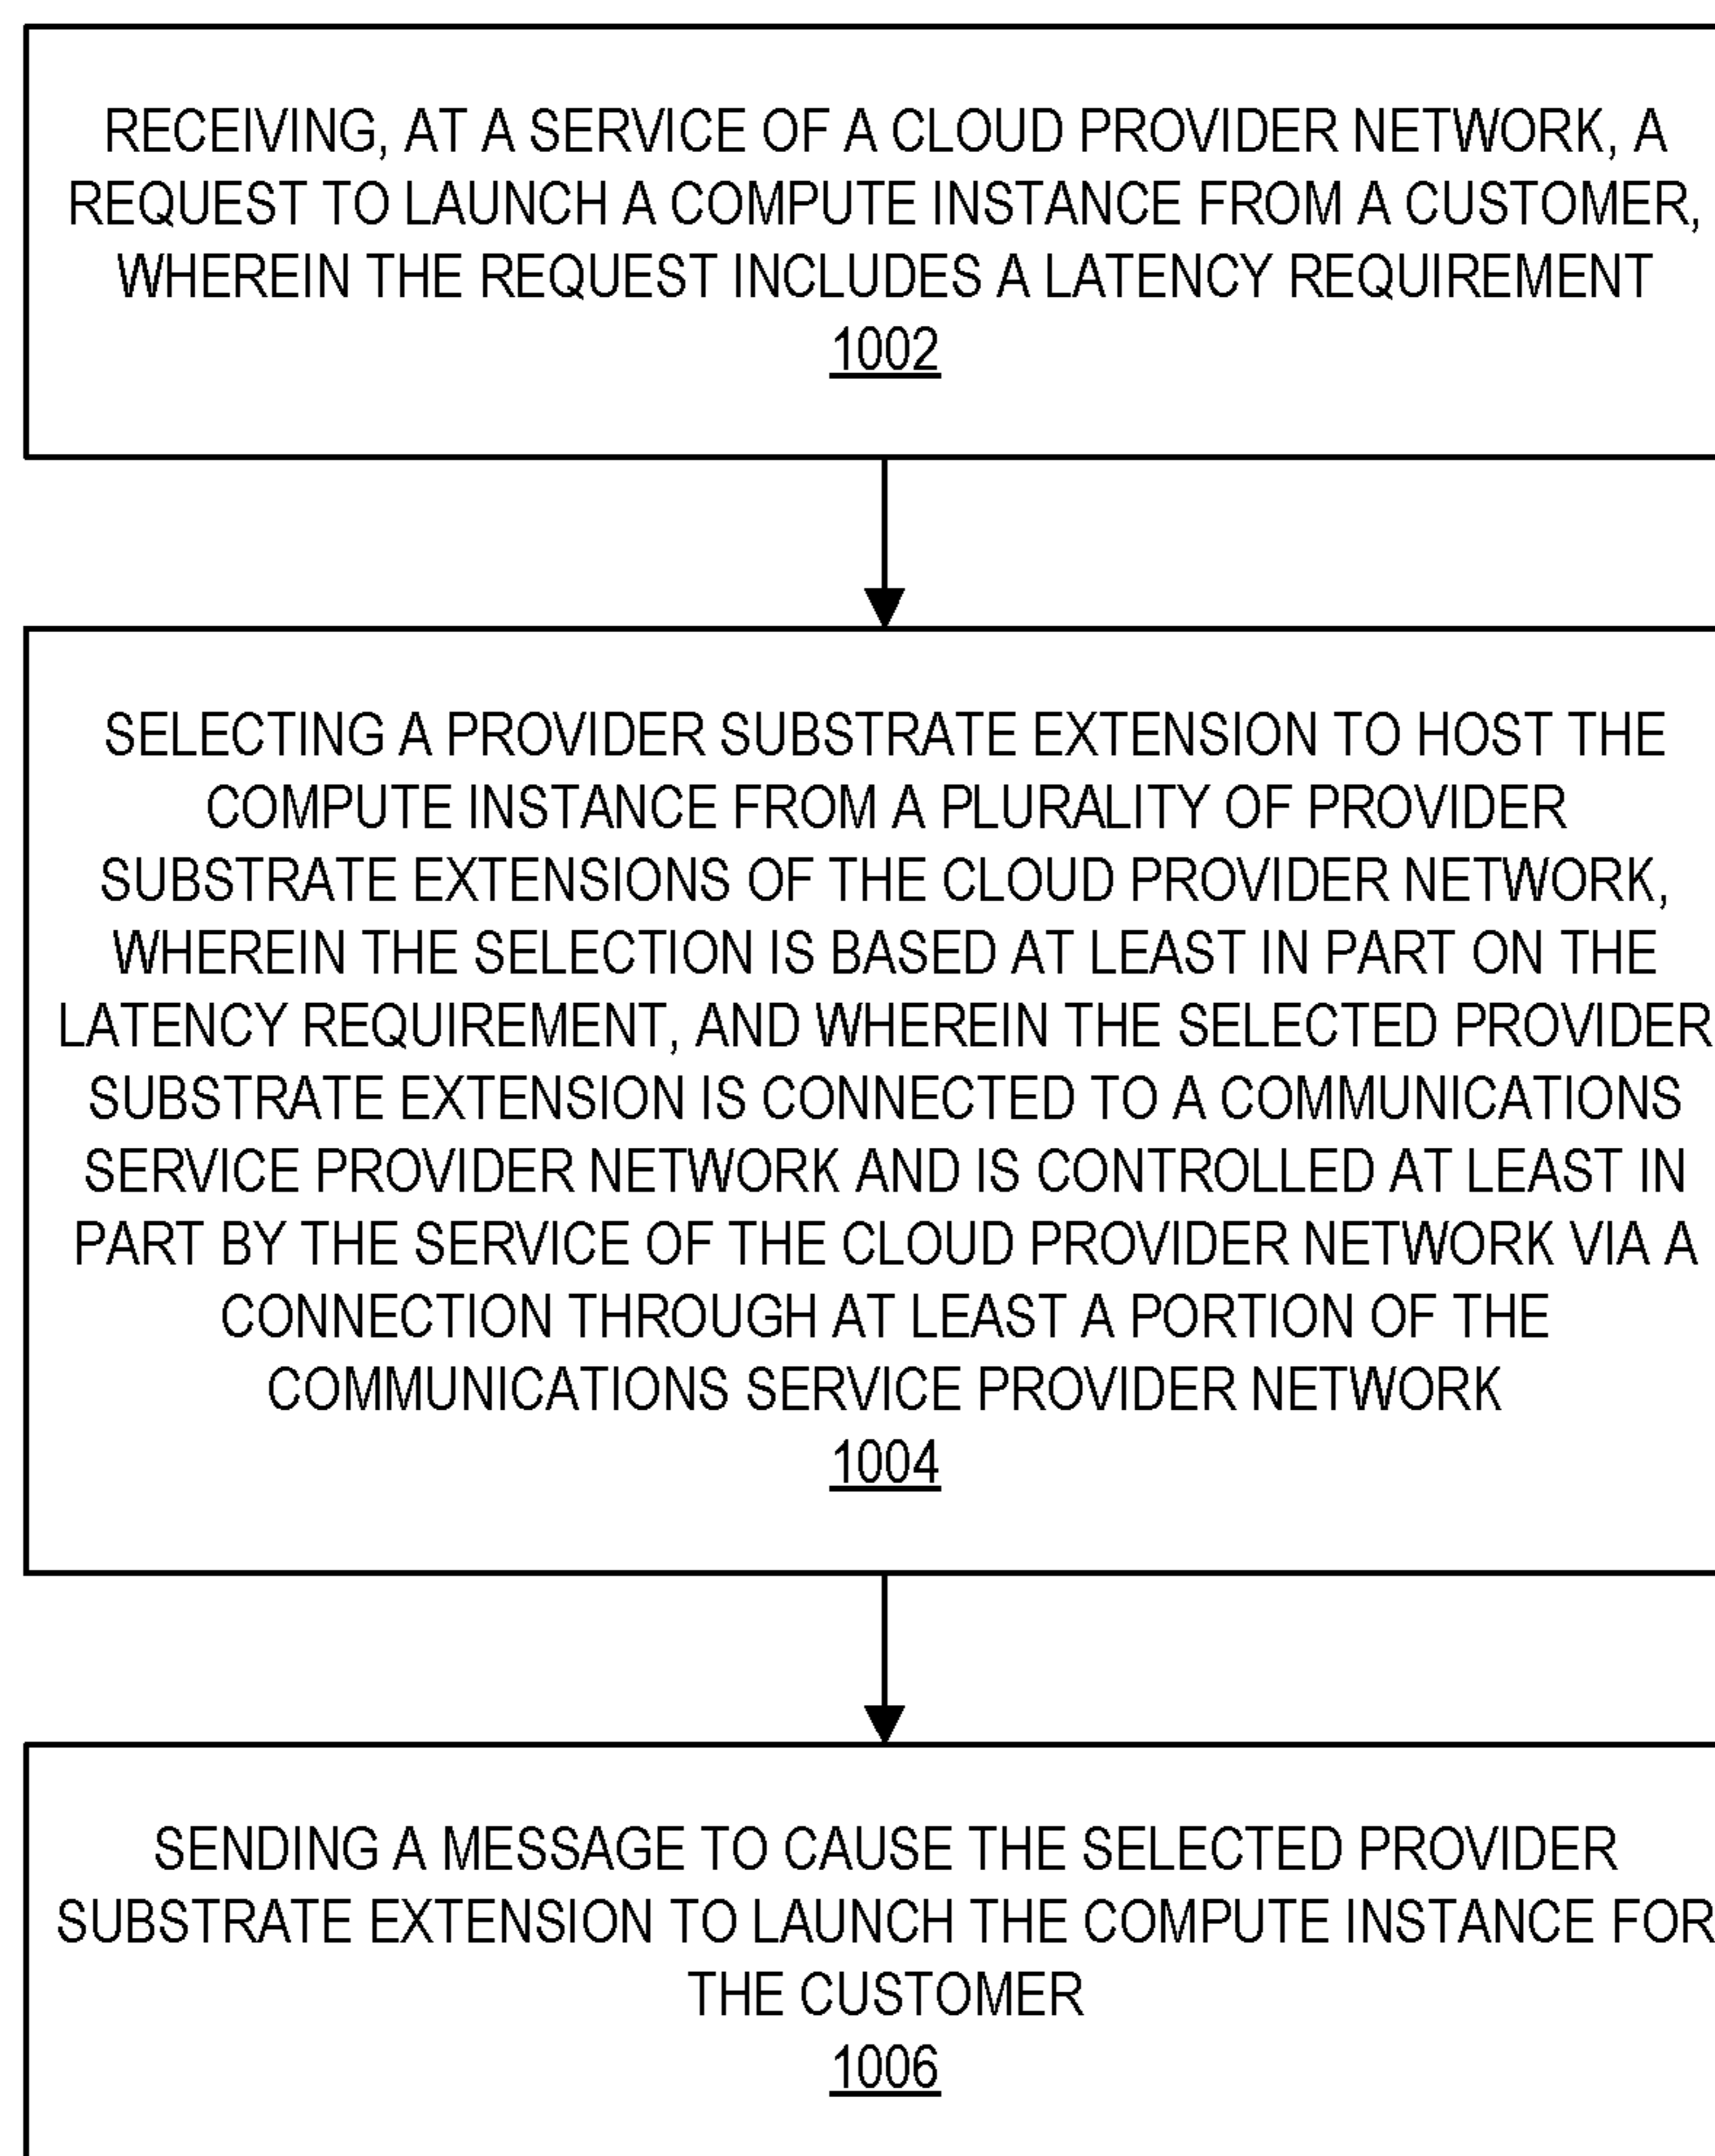 RECEIVING, AT A SERVICE OF A CLOUD PROVIDER NETWORK, A
REQUEST TO LAUNCH A COMPUTE INSTANCE FROM A CUSTOMER,
WHEREIN THE REQUEST INCLUDES A LATENCY REQUIREMENT
1002
SELECTING A PROVIDER SUBSTRATE EXTENSION TO HOST THE
COMPUTE INSTANCE FROM A PLURALITY OF PROVIDER
SUBSTRATE EXTENSIONS OF THE CLOUD PROVIDER NETWORK,
WHEREIN THE SELECTION IS BASED AT LEAST IN PART ON THE
LATENCY REQUIREMENT, AND WHEREIN THE SELECTED PROVIDER
SUBSTRATE EXTENSION IS CONNECTED TO A COMMUNICATIONS
SERVICE PROVIDER NETWORK AND IS CONTROLLED AT LEAST IN
PART BY THE SERVICE OF THE CLOUD PROVIDER NETWORK VIA A
CONNECTION THROUGH AT LEAST A PORTION OF THE
COMMUNICATIONS SERVICE PROVIDER NETWORK
1004
SENDING A MESSAGE TO CAUSE THE SELECTED PROVIDER
SUBSTRATE EXTENSION TO LAUNCH THE COMPUTE INSTANCE FOR
THE CUSTOMER
1006